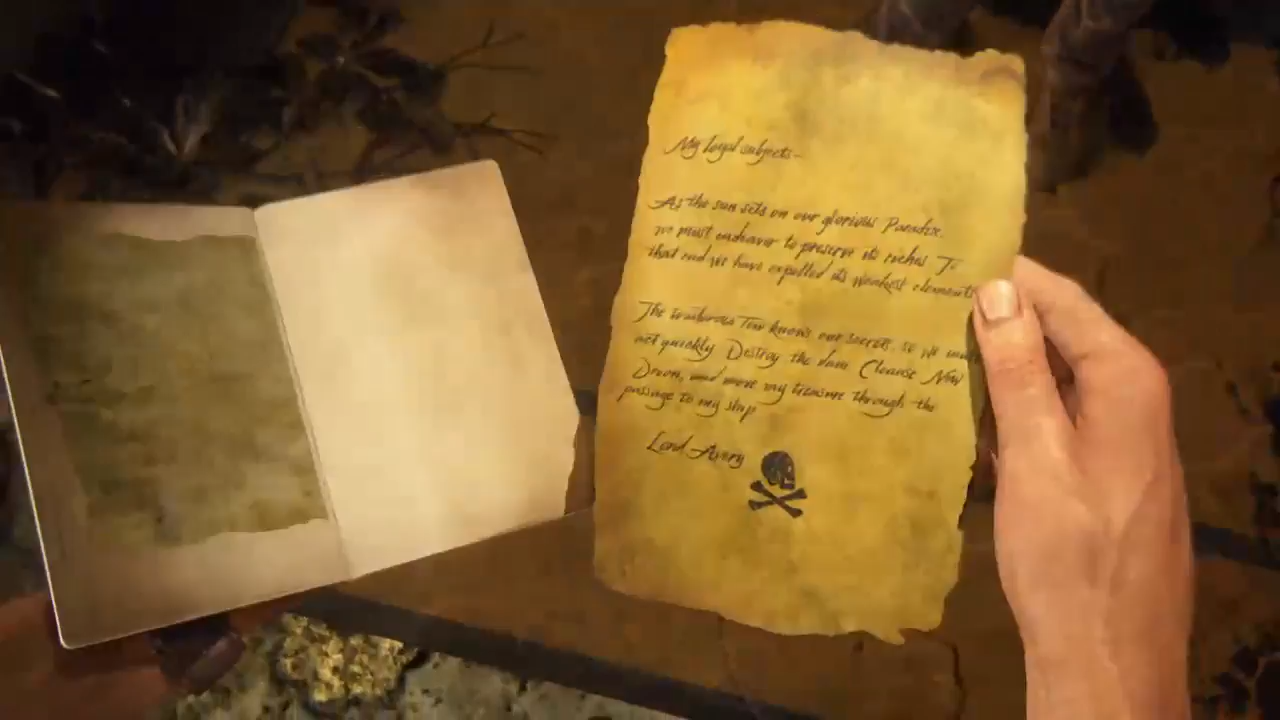 My loyal subjects-
As the sun sets on our glorious Paradise,
we must endeavor to preserve its riches To
that end we have expelled its weakest elements
The traitorous Tew knows our secrets, so we must
act quickly Destroy the dam Cleanse New
Devon, and move my treasure through the
passage to my ship
Lord Avery